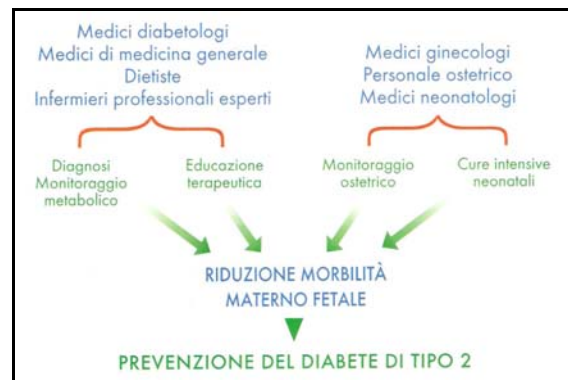 Medici diabetologi
Medici di medicina generale
Dietiste
Infermieri professionali esperti
Medici ginecologi
Personale ostetrico
Medici neonatologi
Diagnosi
Monitoraggio
metabolico
Educazione
terapeutica
Monitoraggio
ostetrico
Cure intensive
neonatali
RIDUZIONE MORBILITÀ
MATERNO FETALE
PREVENZIONE DEL DIABETE DI TIPO 2